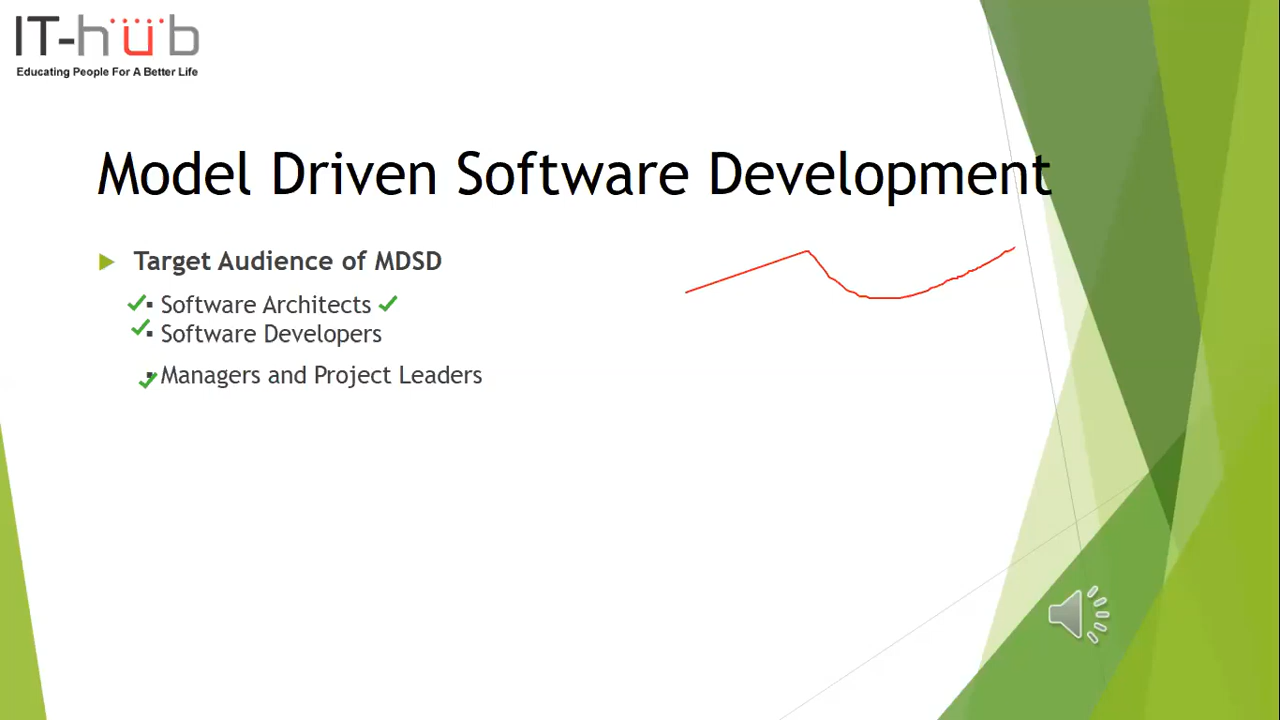 IT-hüb
Educating People For A Better Life
Model Driven Software Development
Target Audience of MDSD
Software Architects
Software Developers
Managers and Project Leaders